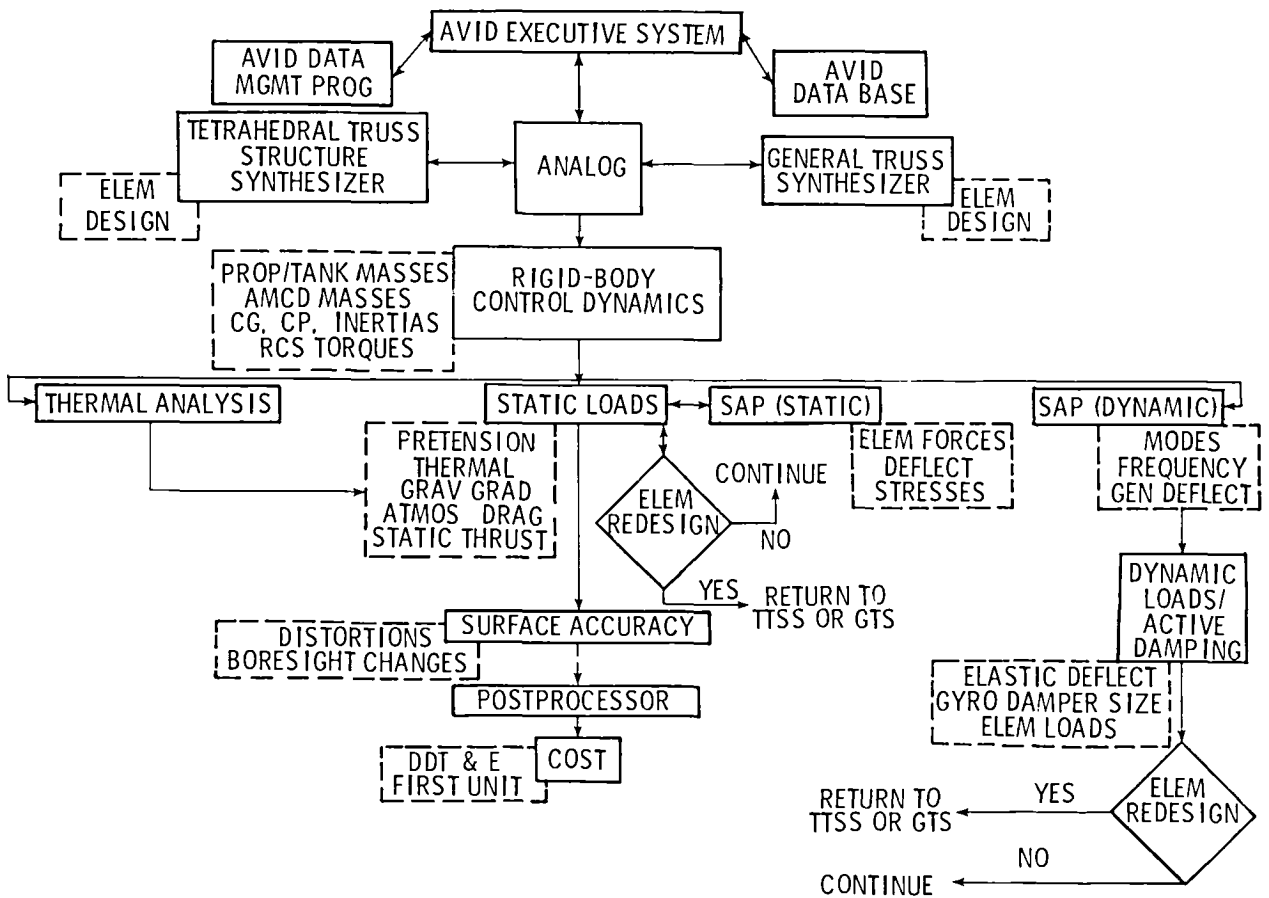 AVID EXECUTIVE SYSTEM
AVID DATA
MGMT PROG
AVID
DATA BASE
TETRAHEDRAL TRUSS
STRUCTURE
SYNTHESIZER
ANALOG
GENERAL TRUSS
SYNTHESIZER
ELEM
DESIGN
ELEM
DESIGN
PROP/TANK MASSES
AMCD MASSES
CG, CP, INERTIAS
RCS TORQUES
RIGID-BODY
CONTROL DYNAMICS
THERMAL ANALYSIS
STATIC LOADS
SAP (STATIC)
SAP (DYNAMIC)
PRETENSION
THERMAL
GRAV GRAD
ATMOS DRAG
STATIC THRUST
ELEM
REDESIGN
CONTINUE
NO
YES
RETURN TO
TTSS OR GTS
ELEM FORCES
DEFLECT
STRESSES
MODES
FREQUENCY
GEN DEFLECT
DYNAMIC
LOADS/
ACTIVE
DAMPING
DISTORTIONS
BORESIGHT CHANGES
SURFACE ACCURACY
POSTPROCESSOR
DDT & E
FIRST UNIT
COST
ELASTIC DEFLECT
GYRO DAMPER SIZE
ELEM LOADS
ELEM
REDESIGN
YES
RETURN TO
TTSS OR GTS
NO
CONTINUE